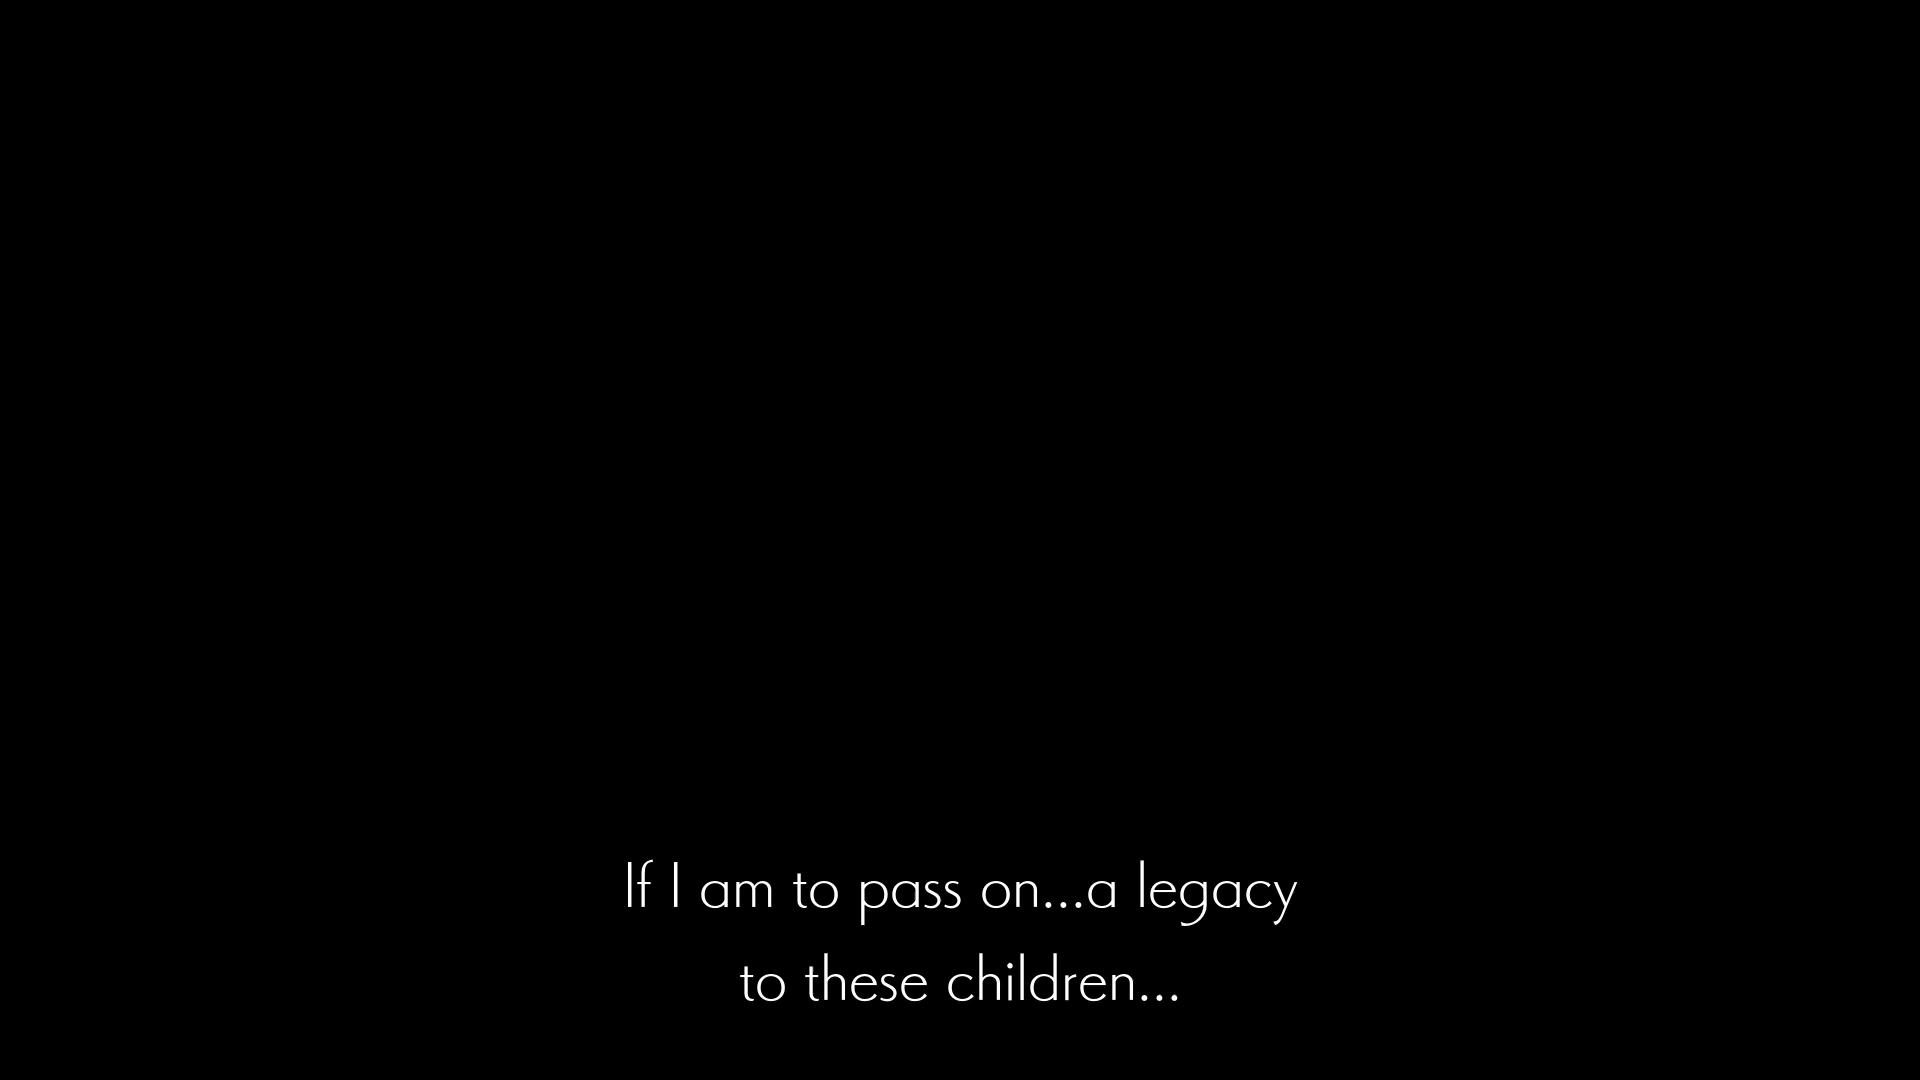 If I am to pass on...a legacy
to these children...